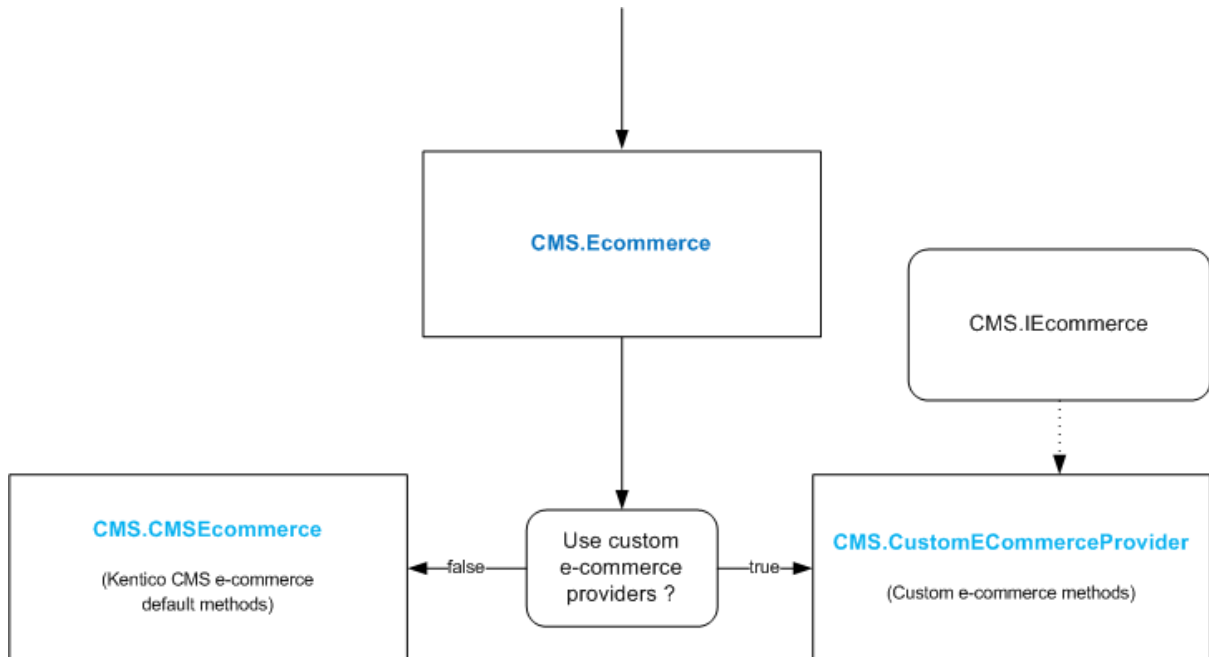 CMS.Ecommerce
CMS.IEcommerce
CMS.CMSEcommerce
(Kentico CMS e-commerce
default methods)
false
Use custom
e-commerce
providers ?
true
CMS.CustomECommerceProvider
(Custom e-commerce methods)